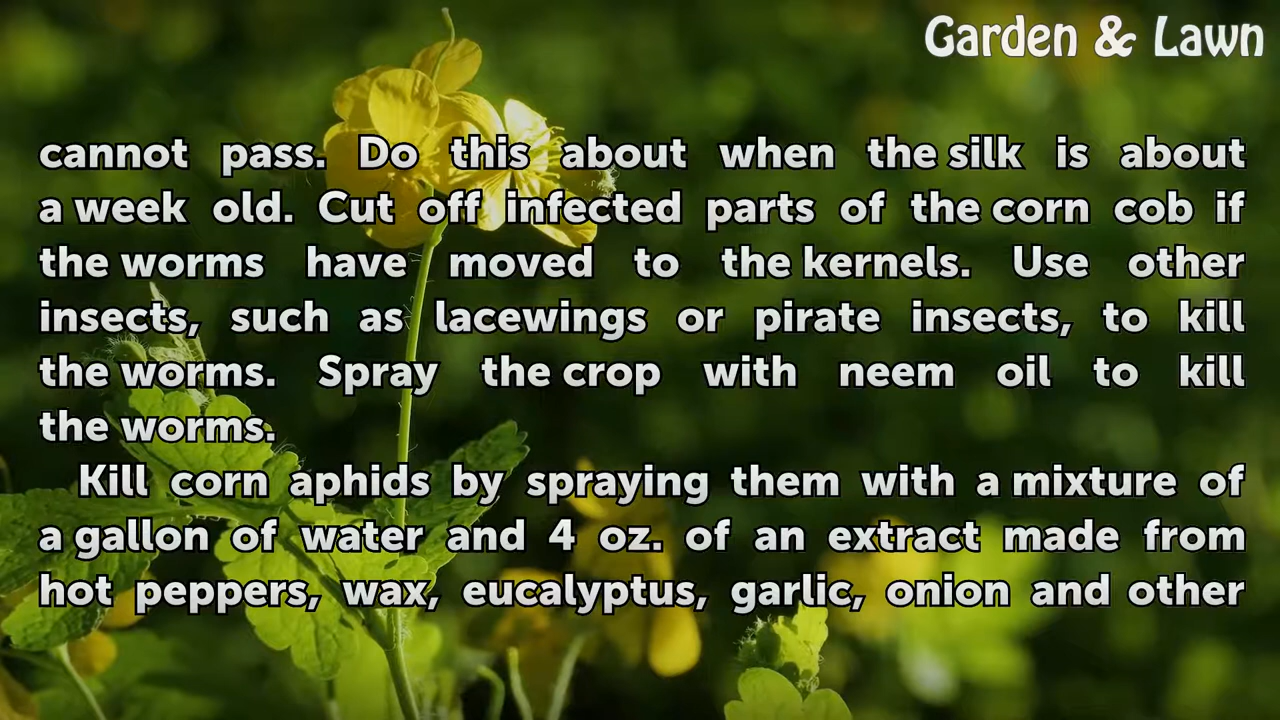 Garden & Lawn
cannot pass. Do this about when the silk is about
a week old. Cut off infected parts of the corn cob if
the worms have moved to the kernels. Use other
insects, such as lacewings or pirate insects, to kill
the worms. Spray the crop with neem oil to kill
the worms.
Kill corn aphids by spraying them with a mixture of
a gallon of water and 4 oz. of an extract made from
hot peppers, wax, eucalyptus, garlic, onion and other